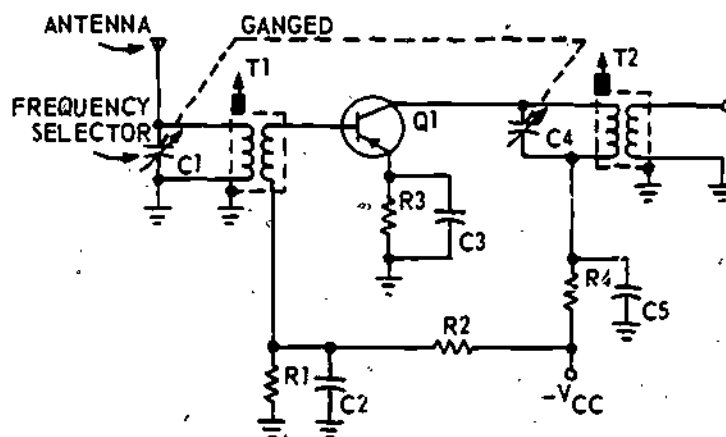 ANTENNA
GANGED
T1
T2
FREQUENCY
SELECTOR
C1
Q1
C4
R3
C3
R4
C5
R2
R1
C2
-VCC